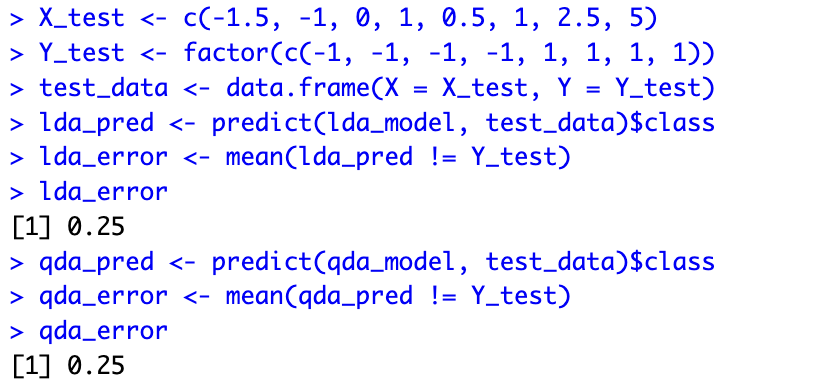 > X_test <- c(-1.5, -1, 0, 1, 0.5, 1, 2.5, 5)
> Y_test <- factor(c(-1, -1, -1, -1, 1, 1, 1, 1))
> test_data <- data.frame(X = X_test, Y = Y_test)
> lda_pred <- predict(lda_model, test_data)$class
> lda_error <- mean(lda_pred != Y_test)
> lda_error
[1] 0.25
> qda_pred <- predict(qda_model, test_data)$class
> qda_error <- mean(qda_pred != Y_test)
> qda_error
[1] 0.25